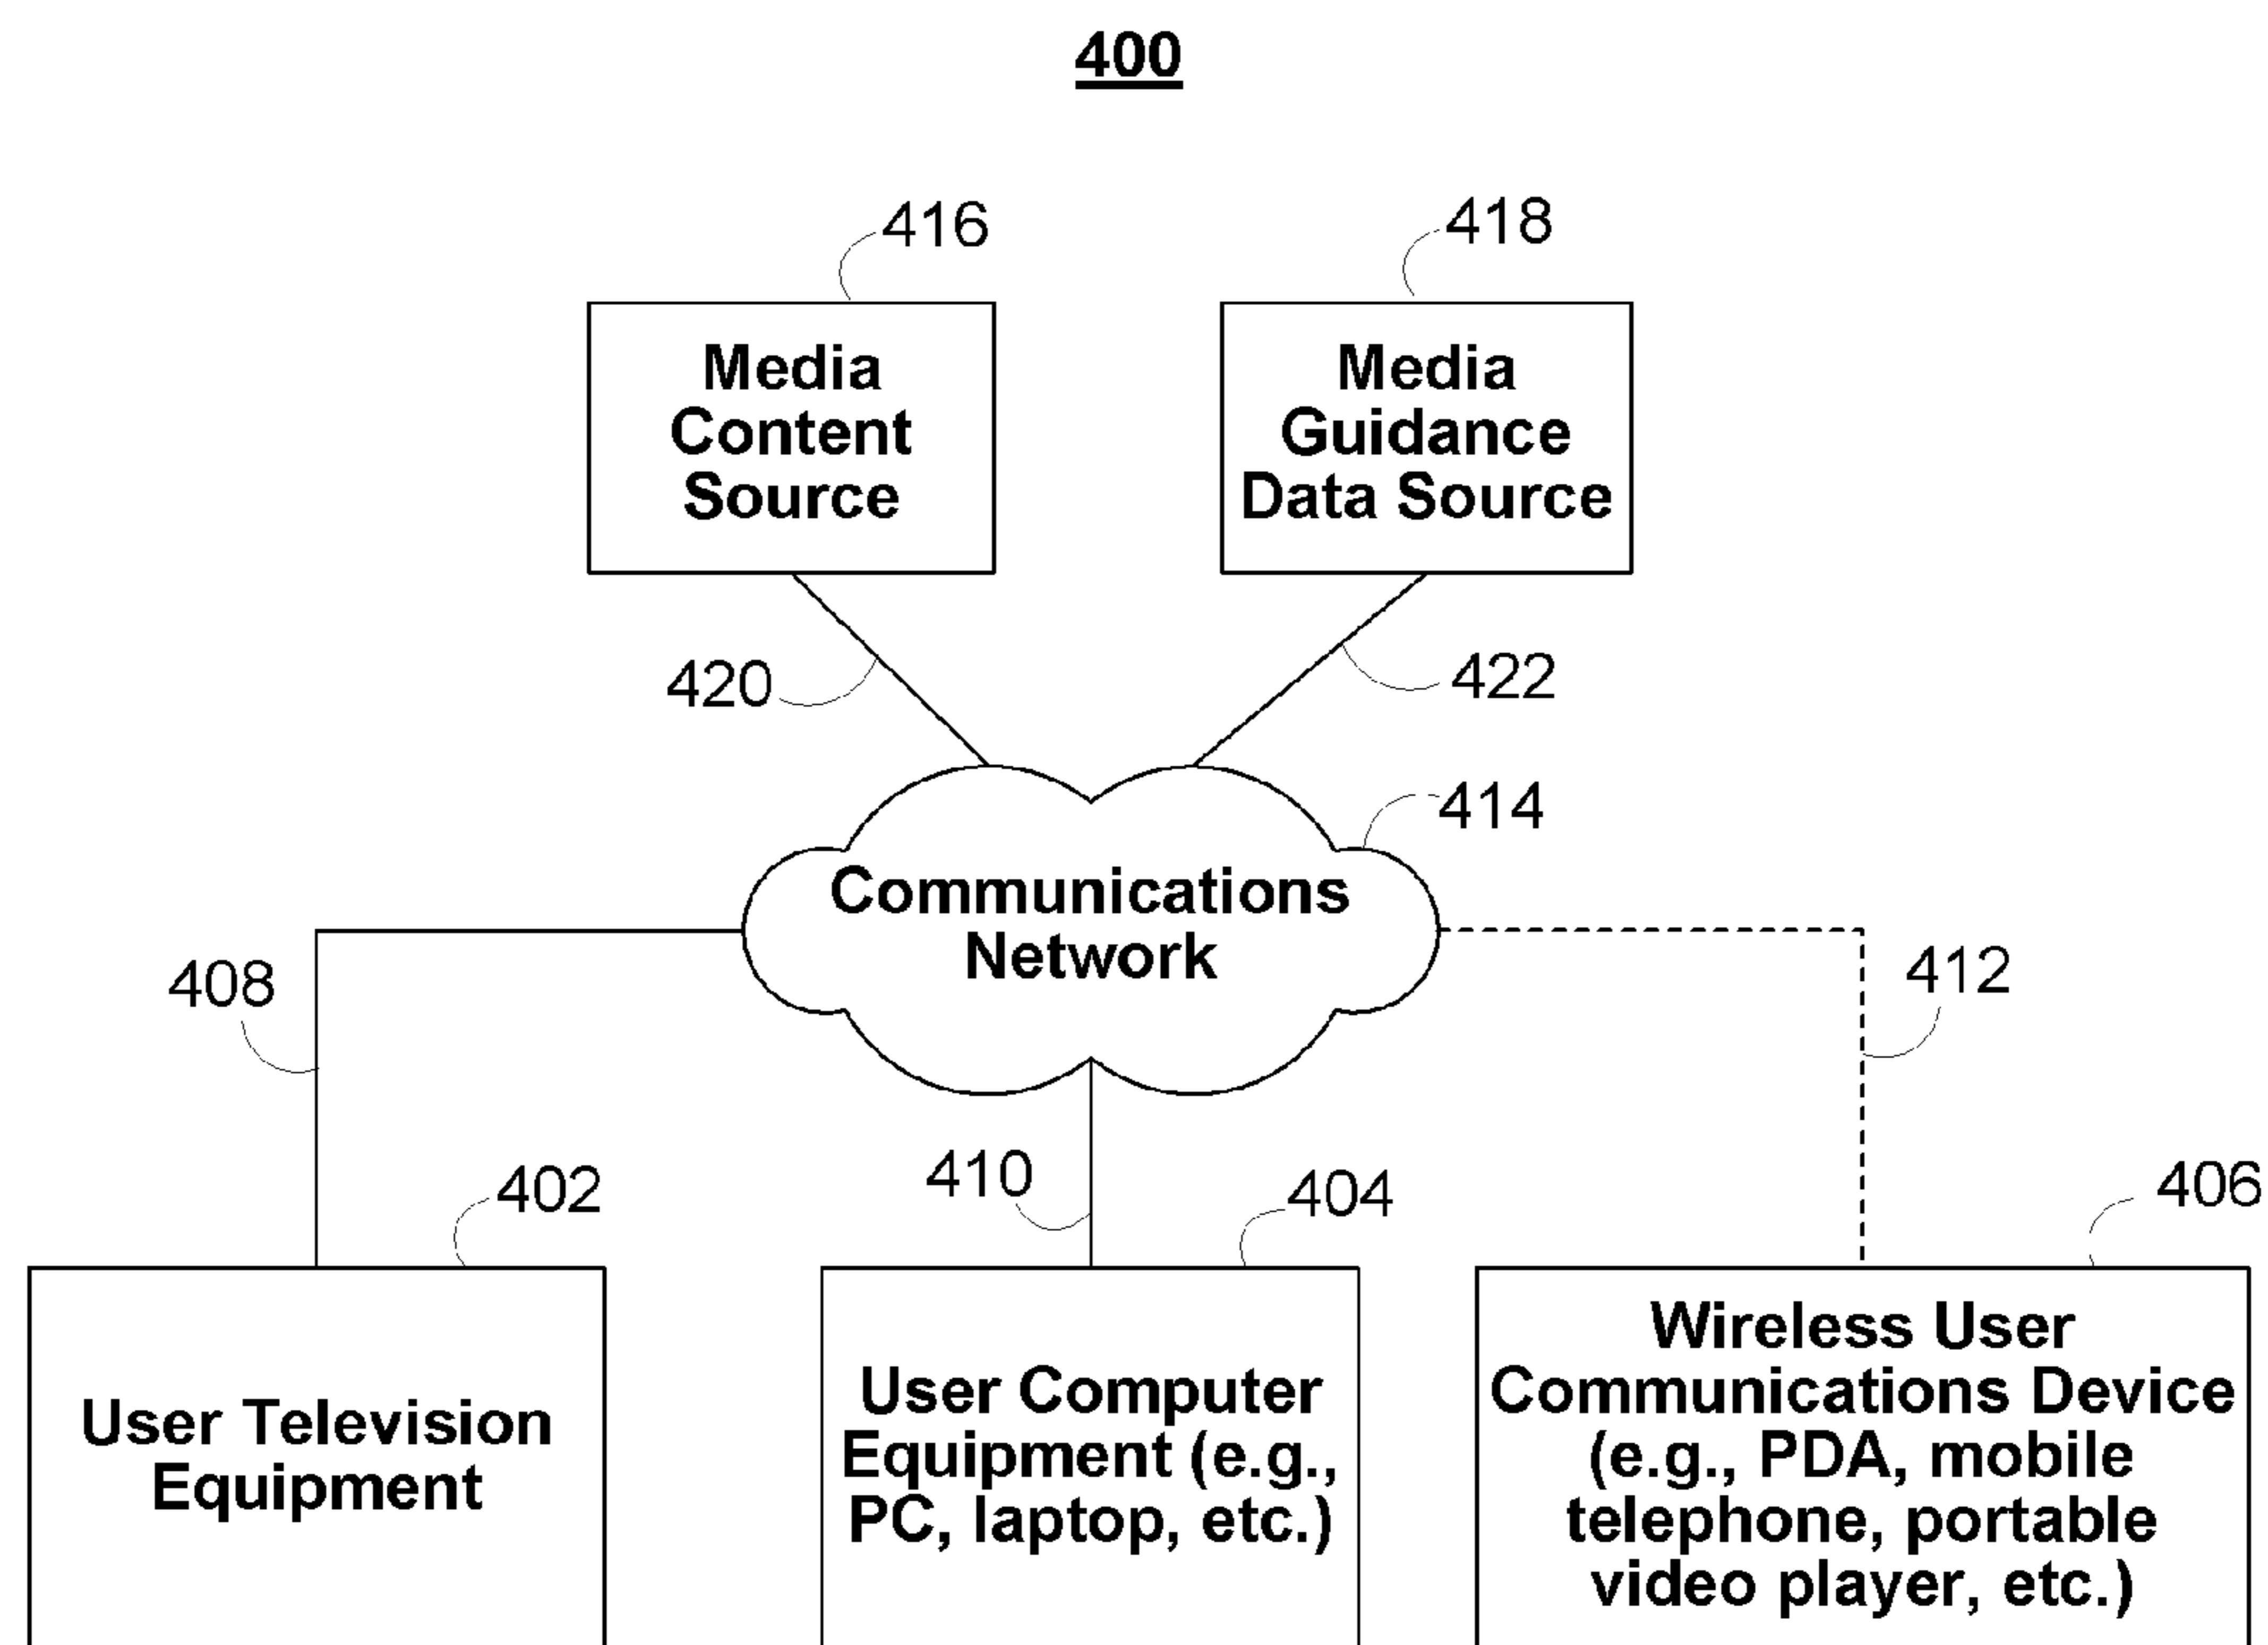 400
416
418
Media
Content
Source
Media
Guidance
Data Source
420
422
414
Communications
Network
408
412
402
410
404
406
User Television
Equipment
User Computer
Equipment (e.g.,
PC, laptop, etc.)
Wireless User
Communications Device
(e.g., PDA, mobile
telephone, portable
video player, etc.)